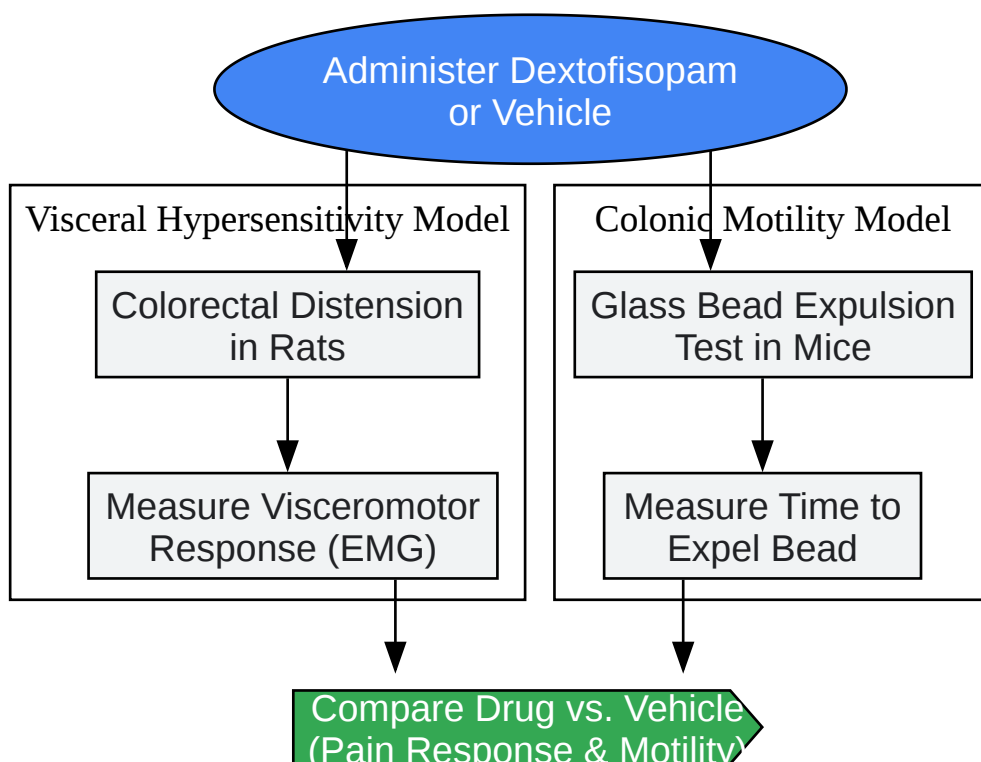 Administer Dextofisopam
or Vehicle
Visceral Hypersensitivity Model
Colorectal Distension
in Rats
Measure Visceromotor
Response (EMG)
Colonic Motility Model
Glass Bead Expulsion
Test in Mice
Measure Time to
Expel Bead
Compare Drug vs. Vehicle
(Pain Response & Motility)